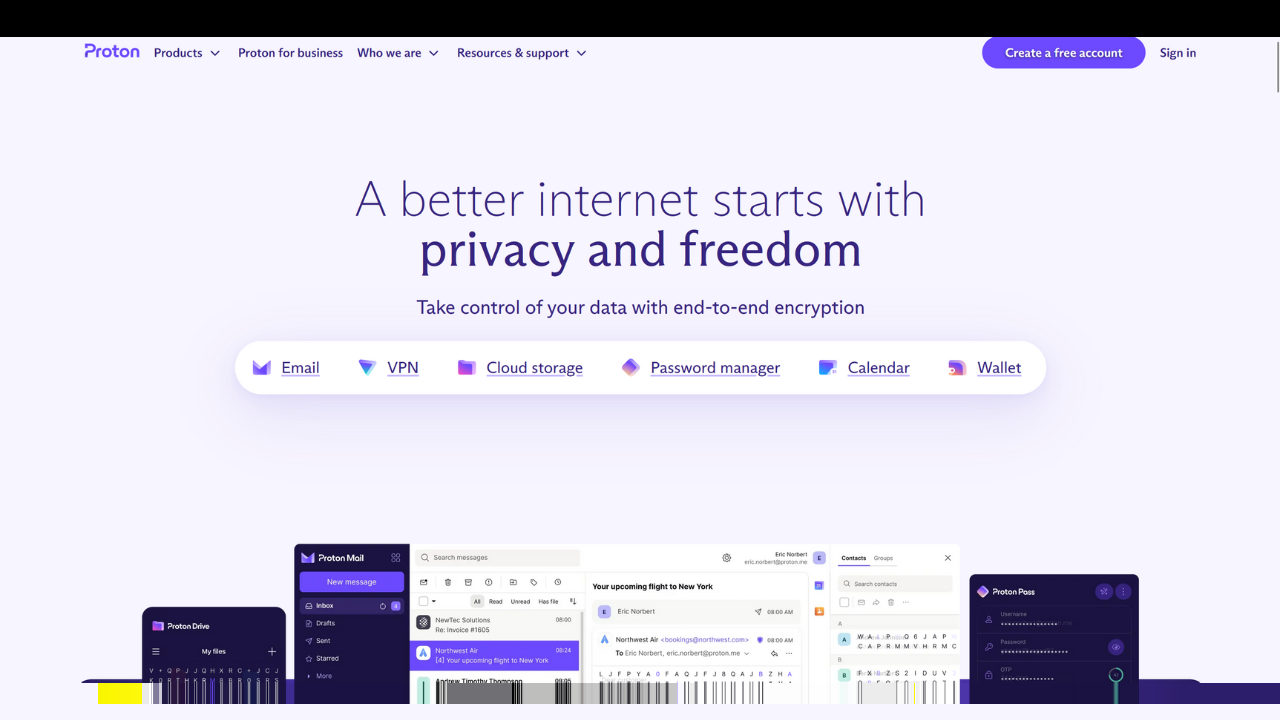 Proton
Products
Proton for business
Who we are
Resources & support
Create a free account
Sign in
A better internet starts with
privacy and freedom
Take control of your data with end-to-end encryption
Email
VPN
Cloud storage
Password manager
Calendar
Wallet
Proton Drive
My files
Proton Mail
New message
Inbox
4
Drafts
Sent
Starred
More
Search messages
All Read Unread Has file
NewTec Solutions 08:00
Re: Invoice #1605
Northwest Air 08:24
[4] Your upcoming flight to New York
Andrew Timothy Thompson 09:05
Eric Norbert
eric.norbert@proton.me
E
Your upcoming flight to New York
E Eric Norbert 08:00 AM
Northwest Air <bookings@northwest.com> 08:00 AM
To Eric Norbert, eric.norbert@proton.me
L J F P Y A 0 F A Q F J 8 Q A J B Z H A
Contacts Groups
Search contacts
A
A
C A P R M M V H R M C
B
B
Proton Pass
Username
Password
OTP